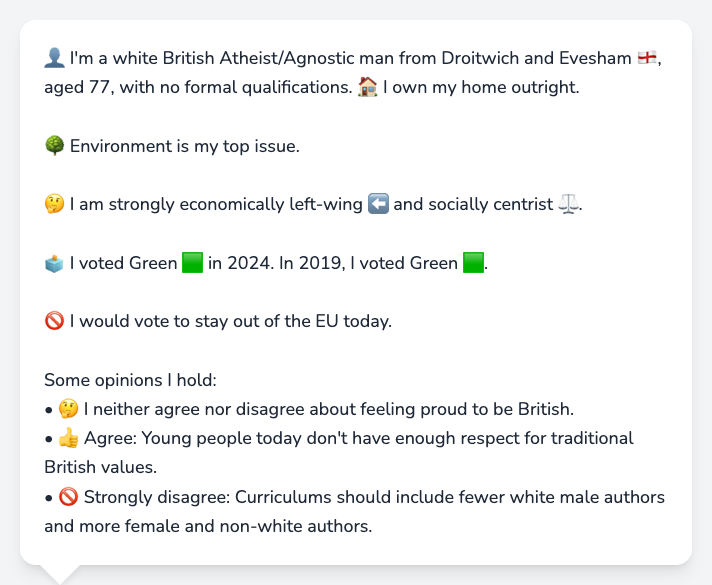 👤 I'm a white British Atheist/Agnostic man from Droitwich and Evesham 🏴󠁧󠁢󠁥󠁮󠁧󠁿,
aged 77, with no formal qualifications. 🏠 I own my home outright.
🌳 Environment is my top issue.
🤔 I am strongly economically left-wing ⬅️ and socially centrist ⚖️.
🗳️ I voted Green 🟩 in 2024. In 2019, I voted Green 🟩.
🚫 I would vote to stay out of the EU today.
Some opinions I hold:
• 🤔 I neither agree nor disagree about feeling proud to be British.
• 👍 Agree: Young people today don't have enough respect for traditional
British values.
• 🚫 Strongly disagree: Curriculums should include fewer white male authors
and more female and non-white authors.